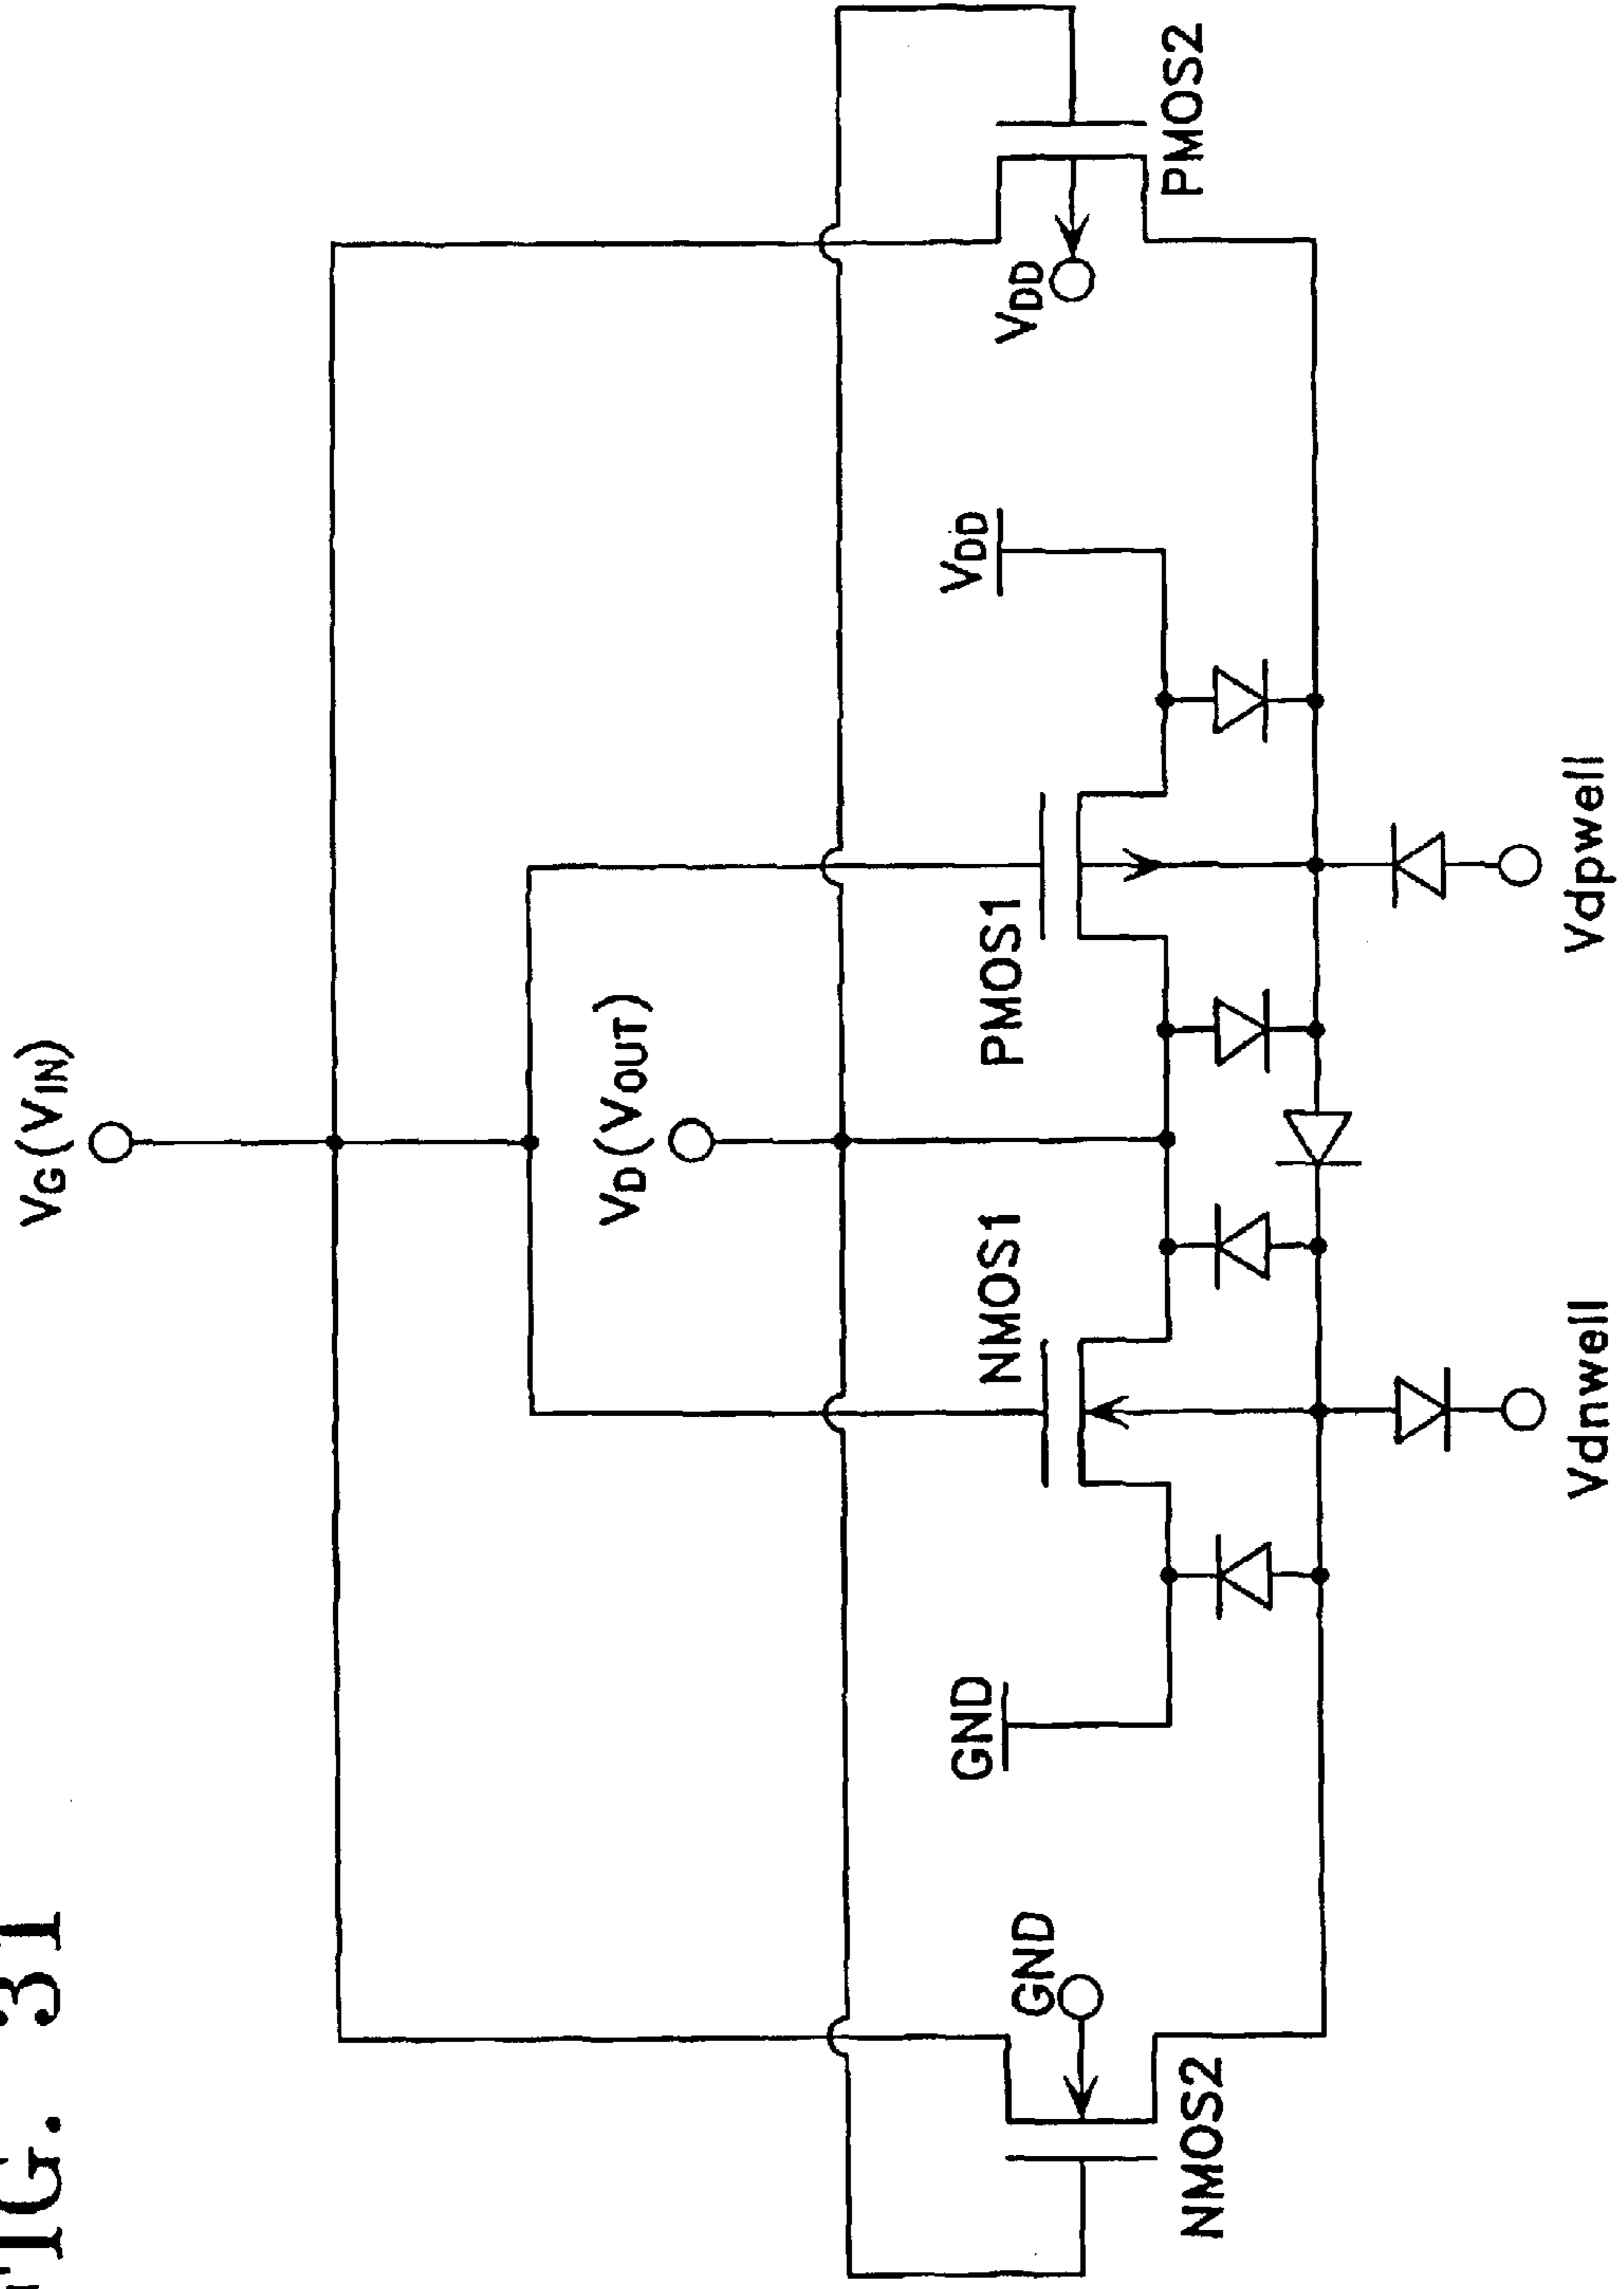 FIG. 31
VG(VIN)
VD(VOUT)
GND
NMOS2
GND
NMOS1
PMOS1
VDD
VDD
PMOS2
Vdnwell
Vdpwell